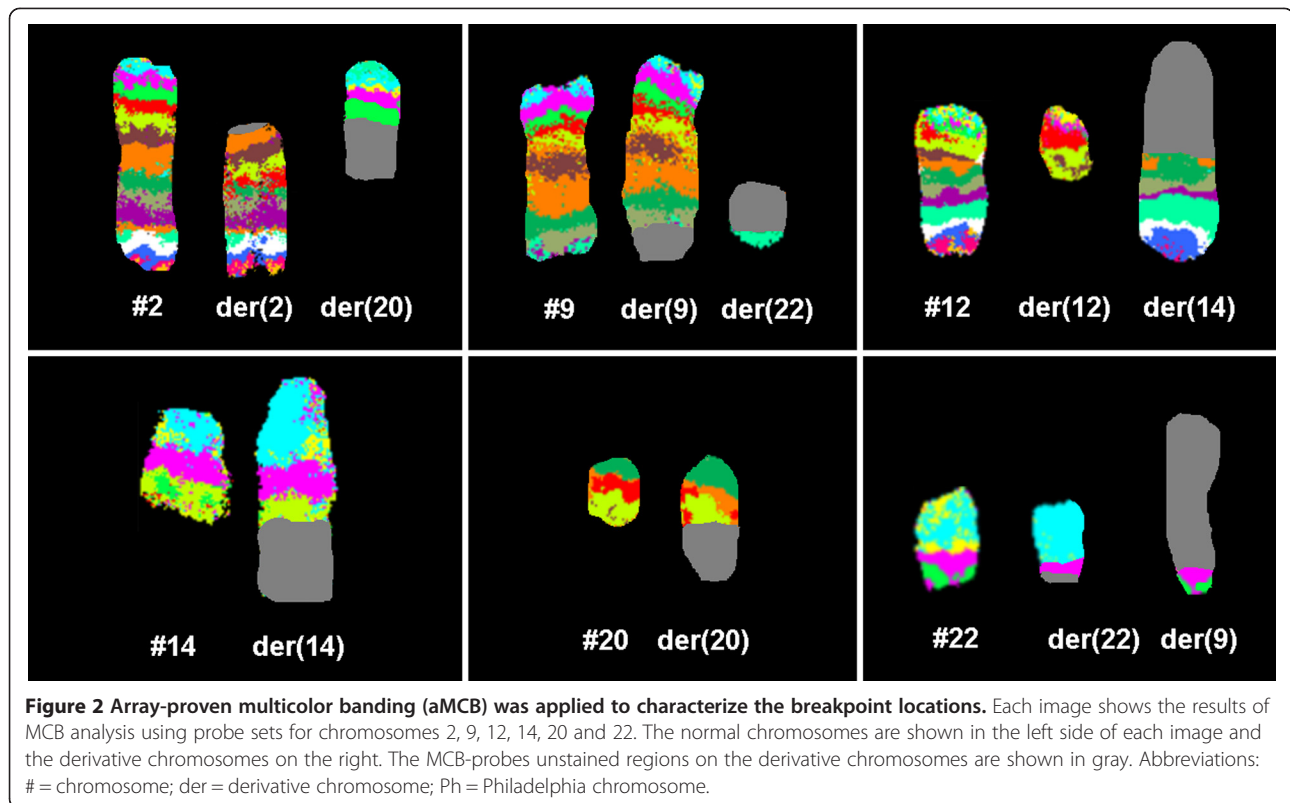 #2 der(2) der(20)
#9 der(9) der(22)
#12 der(12) der(14)
#14 der(14)
#20 der(20)
#22 der(22) der(9)
Figure 2 Array-proven multicolor banding (aMCB) was applied to characterize the breakpoint locations. Each image shows the results of
MCB analysis using probe sets for chromosomes 2, 9, 12, 14, 20 and 22. The normal chromosomes are shown in the left side of each image and
the derivative chromosomes on the right. The MCB-probes unstained regions on the derivative chromosomes are shown in gray. Abbreviations:
# = chromosome; der = derivative chromosome; Ph = Philadelphia chromosome.